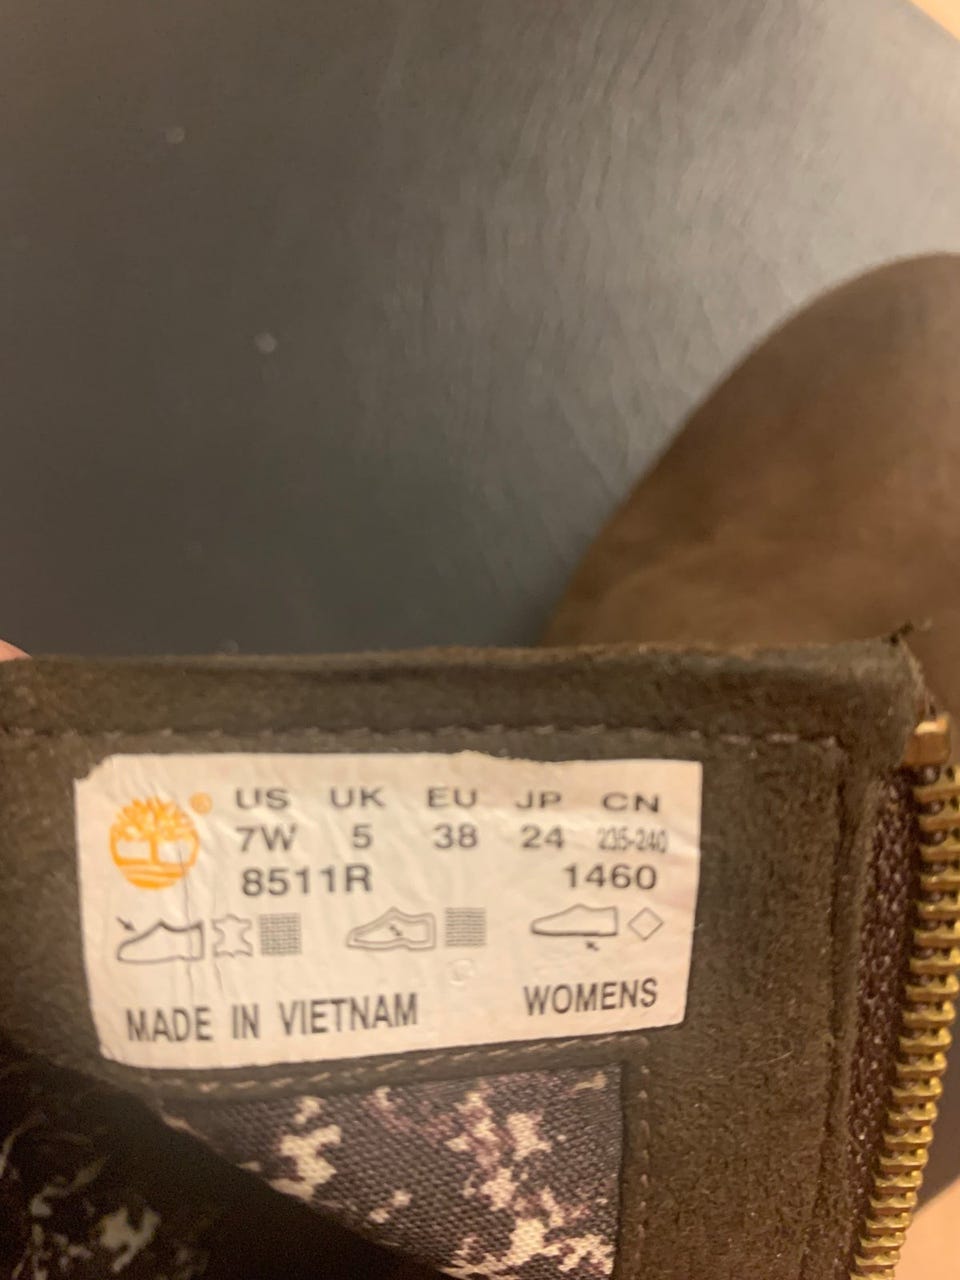 ® US UK EU JP CN
7W 5 38 24 235-240
8511R 1460
MADE IN VIETNAM WOMENS